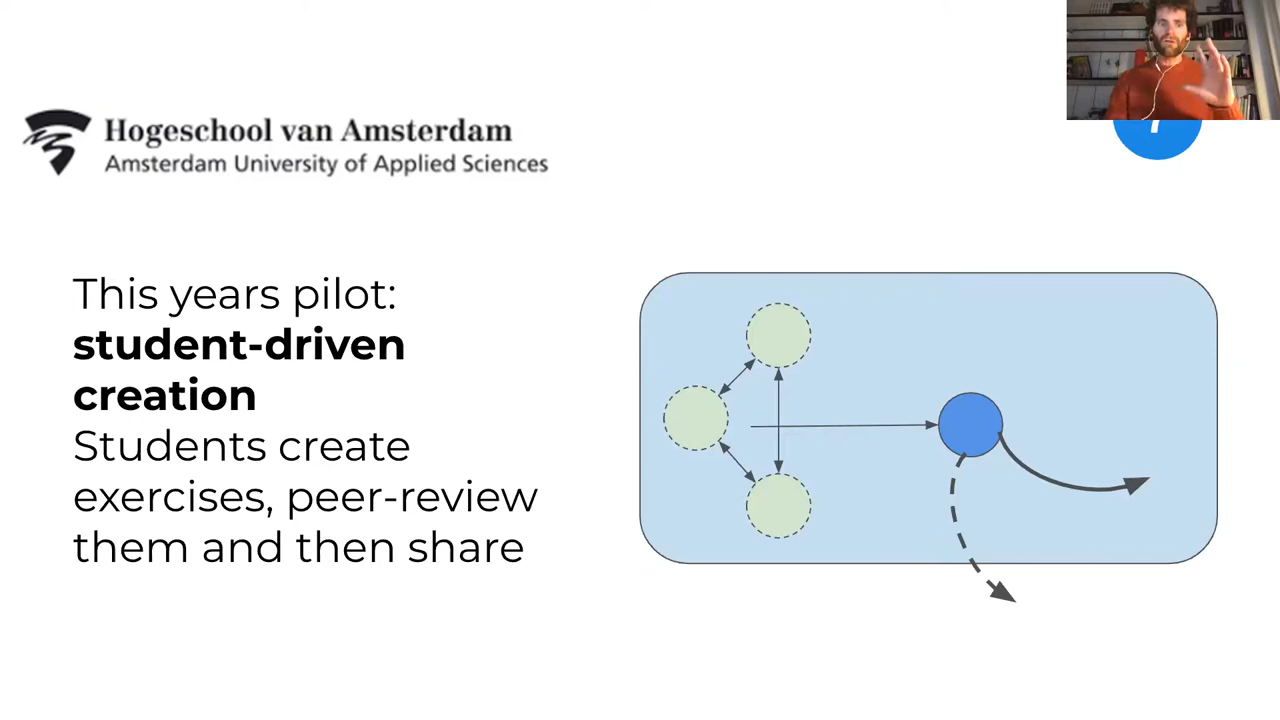 Hogeschool van Amsterdam
Amsterdam University of Applied Sciences
This years pilot:
student-driven
creation
Students create
exercises, peer-review
them and then share